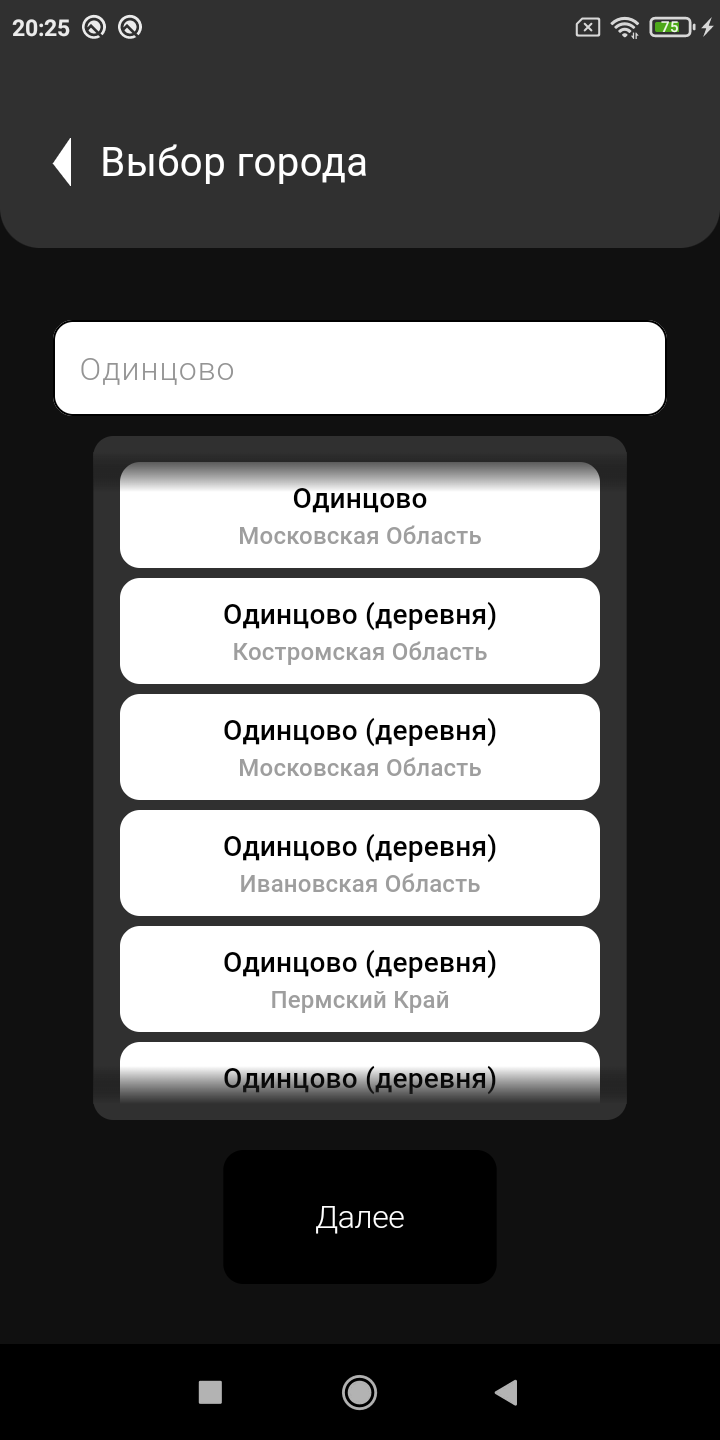 20:25
75
Выбор города
Одинцово
Одинцово
Московская Область
Одинцово (деревня)
Костромская Область
Одинцово (деревня)
Московская Область
Одинцово (деревня)
Ивановская Область
Одинцово (деревня)
Пермский Край
Одинцово (деревня)
Далее